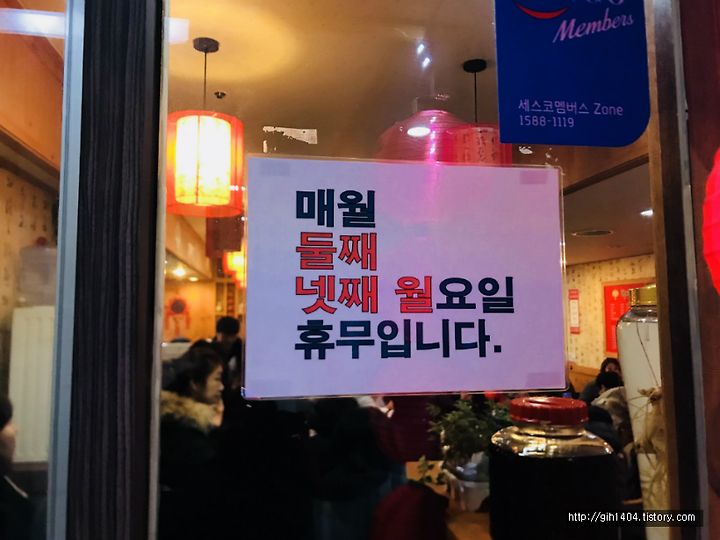 Members
세스코멤버스 Zone
1588-1119
매월
둘째
넷째 월요일
휴무입니다.
http://gih1404.tistory.com